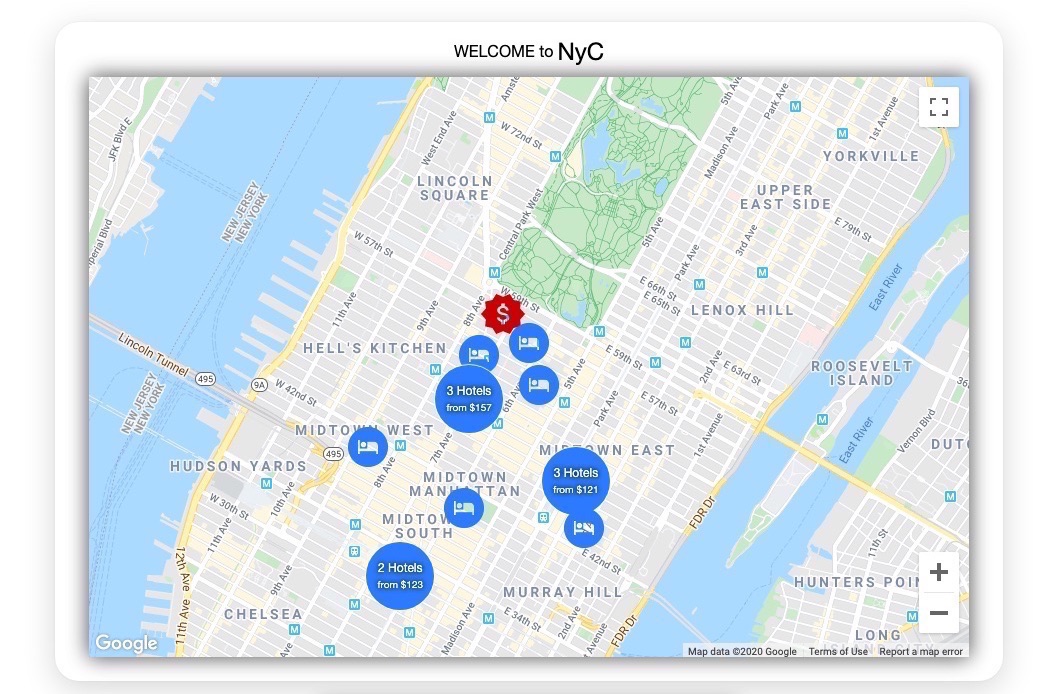 WELCOME to NyC
JFK Blvd E
Amste
5th Ave
Park Ave
1st Avenue
West End Ave
W 72nd St
Madison Ave
YORKVILLE
LINCOLN
SQUARE
UPPER
EAST SIDE
NEW JERSEY
NEW YORK
Central Park West
E 79th St
perial Blvd
W 57th St
5th Ave
3rd Ave
Park Ave
East River
E 66th St
E 65th St
11th Ave
9th Ave
8th Ave
W 59th St
$
LENOX HILL
Lincoln Tunnel
495
9A
HELL'S KITCHEN
E 59th St
2nd Ave
E 63rd St
ROOSEVELT
ISLAND
36
NEW JERSEY
NEW YORK
W 42nd St
3 Hotels
from $157
6th Ave
5th Ave
Park Ave
E 57th St
1st Avenue
East River
Vernon Blvd
MIDTOWN WEST
7th Ave
MIDTOWN EAST
DUTC
495
HUDSON YARDS
8th Ave
MIDTOWN
MANHATTAN
3 Hotels
from $121
10th Ave
W 30th St
11th Ave
MIDTOW
SOUTH
FDR Dr
11th St
12th Ave
9th Ave
2 Hotels
from $123
E 42nd St
HUNTERS POIN
MURRAY HILL
CHELSEA
11th Ave
Madison Ave
E 34th St
2nd Ave
Avenue
FDR Dr
LONG
ISLAND CITY
Google
Map data ©2020 Google Terms of Use Report a map error